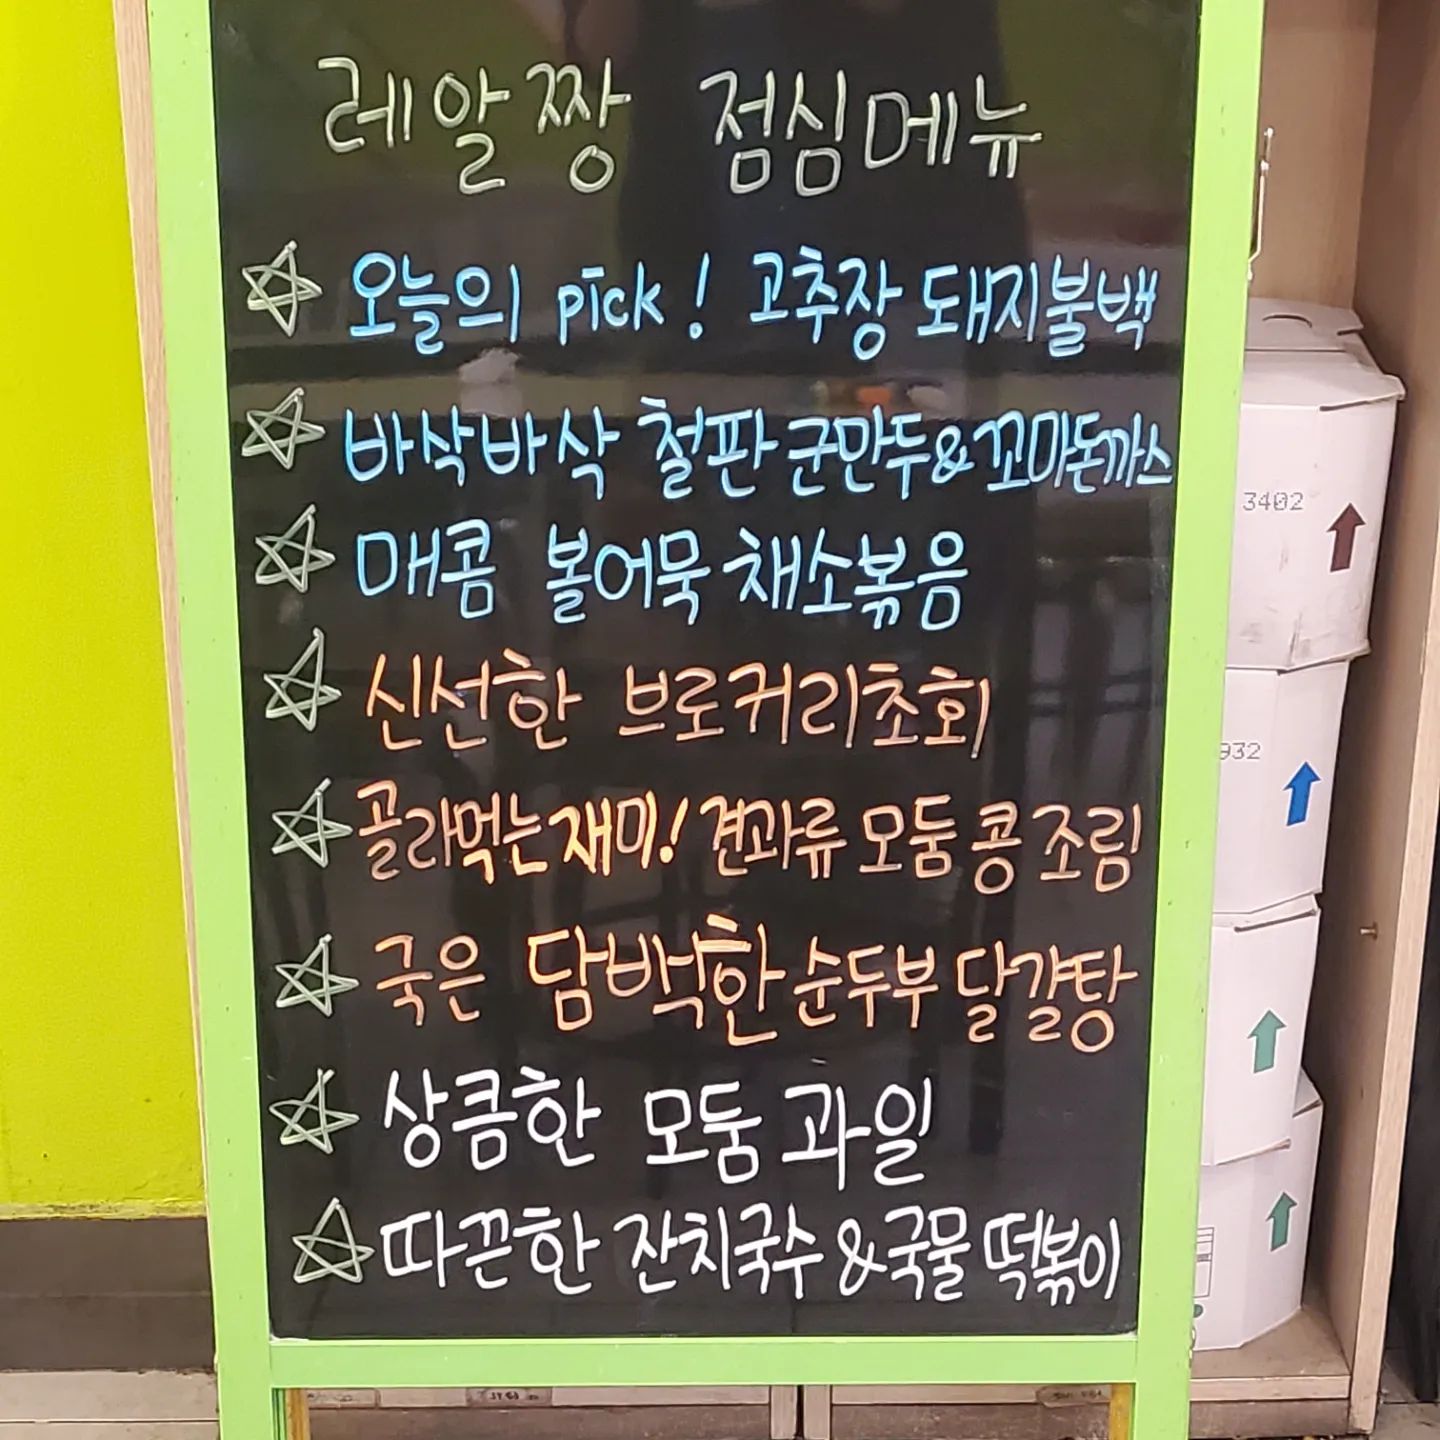 레알짱 점심메뉴
오늘의 pick! 고추장 돼지불백
바삭바삭 철판 군만두&꼬마돈까스
매콤 볼어묵 채소볶음
신선한 브로커리초회
골라먹는재미! 견과류 모둠 콩 조림
국은 담백한 순두부 달걀탕
상큼한 모둠 과일
따끈한 잔치국수&국물 떡볶이
3402
932